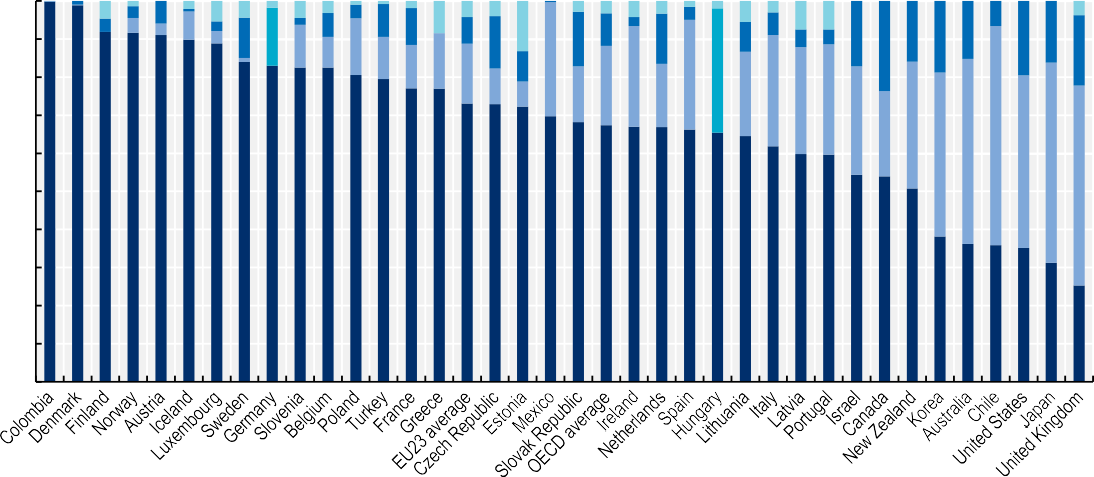 Colombia
Denmark
Finland
Norway
Austria
Iceland
Luxembourg
Sweden
Germany
Slovenia
Belgium
Poland
Turkey
France
Greece
EU23 average
Czech Republic
Estonia
Mexico
Slovak Republic
OECD average
Ireland
Netherlands
Spain
Hungary
Lithuania
Italy
Latvia
Portugal
Israel
Canada
New Zealand
Korea
Australia
Chile
United States
Japan
United Kingdom